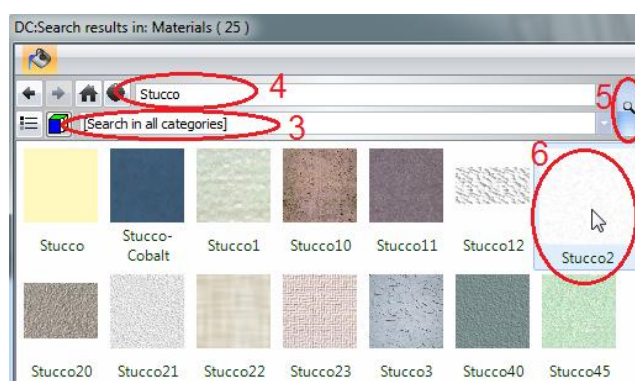 DC:Search results in: Materials ( 25 )
Stucco 4 5
[Search in all categories] 3
6
Stucco Stucco-Cobalt Stucco1 Stucco10 Stucco11 Stucco12 Stucco2
Stucco20 Stucco21 Stucco22 Stucco23 Stucco3 Stucco40 Stucco45